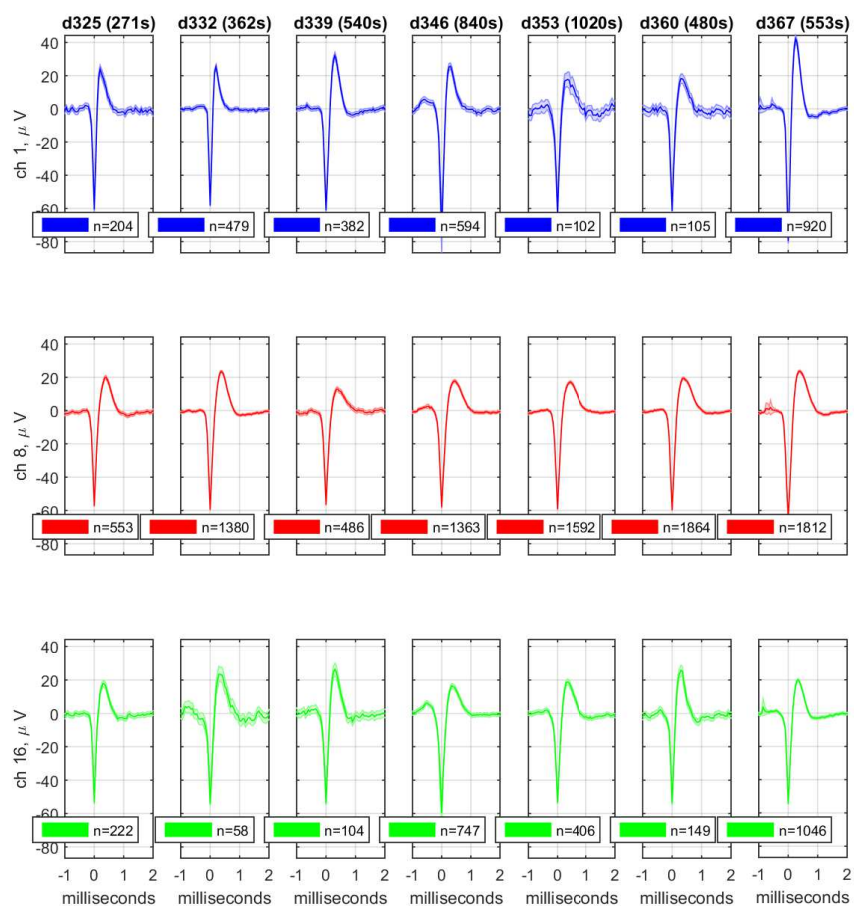 d325 (271s) d332 (362s) d339 (540s) d346 (840s) d353 (1020s) d360 (480s) d367 (553s)
40
20
0
-20
-40
-60
-80
ch 1, μ V
n=204 n=479 n=382 n=594 n=102 n=105 n=920
40
20
0
-20
-40
-60
-80
ch 8, μ V
n=553 n=1380 n=486 n=1363 n=1592 n=1864 n=1812
40
20
0
-20
-40
-60
-80
ch 16, μ V
n=222 n=58 n=104 n=747 n=406 n=149 n=1046
-1 0 1 2 -1 0 1 2 -1 0 1 2 -1 0 1 2 -1 0 1 2 -1 0 1 2 -1 0 1 2
milliseconds milliseconds milliseconds milliseconds milliseconds milliseconds milliseconds